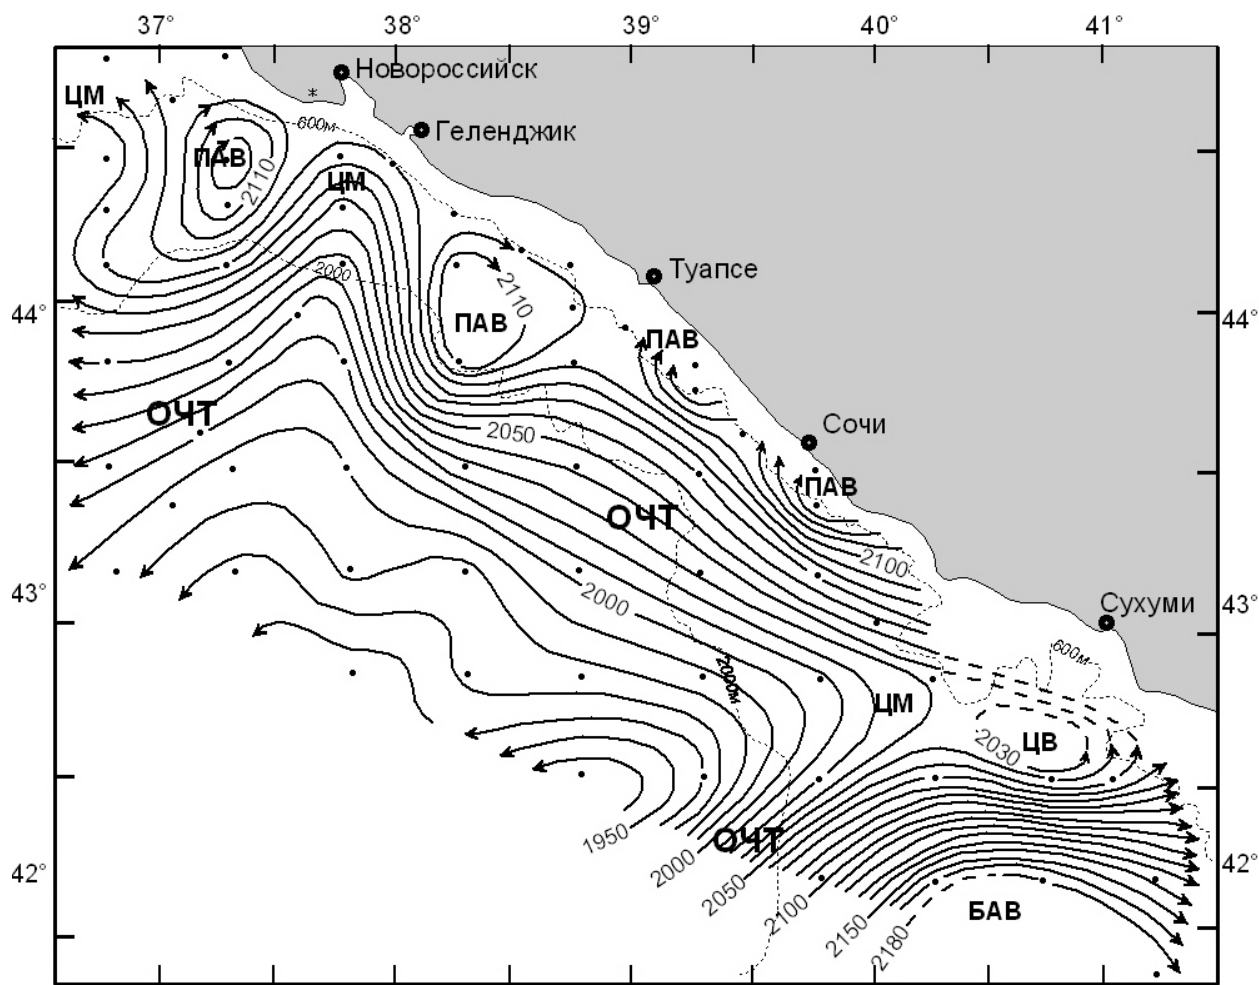 37° 38° 39° 40° 41°
Новороссийск
ЦМ
*
600м
Геленджик
ПАВ
2110
ЦМ
Туапсе
2000
2110
44°
ПАВ
ПАВ
44°
ОЧТ
Сочи
2050
ПАВ
ОЧТ
2100
43°
2000
Сухуми
43°
600м
2000м
ЦМ
2030
ЦВ
1950
ОЧТ
42°
2000
42°
2050
2100
БАВ
2150
2180